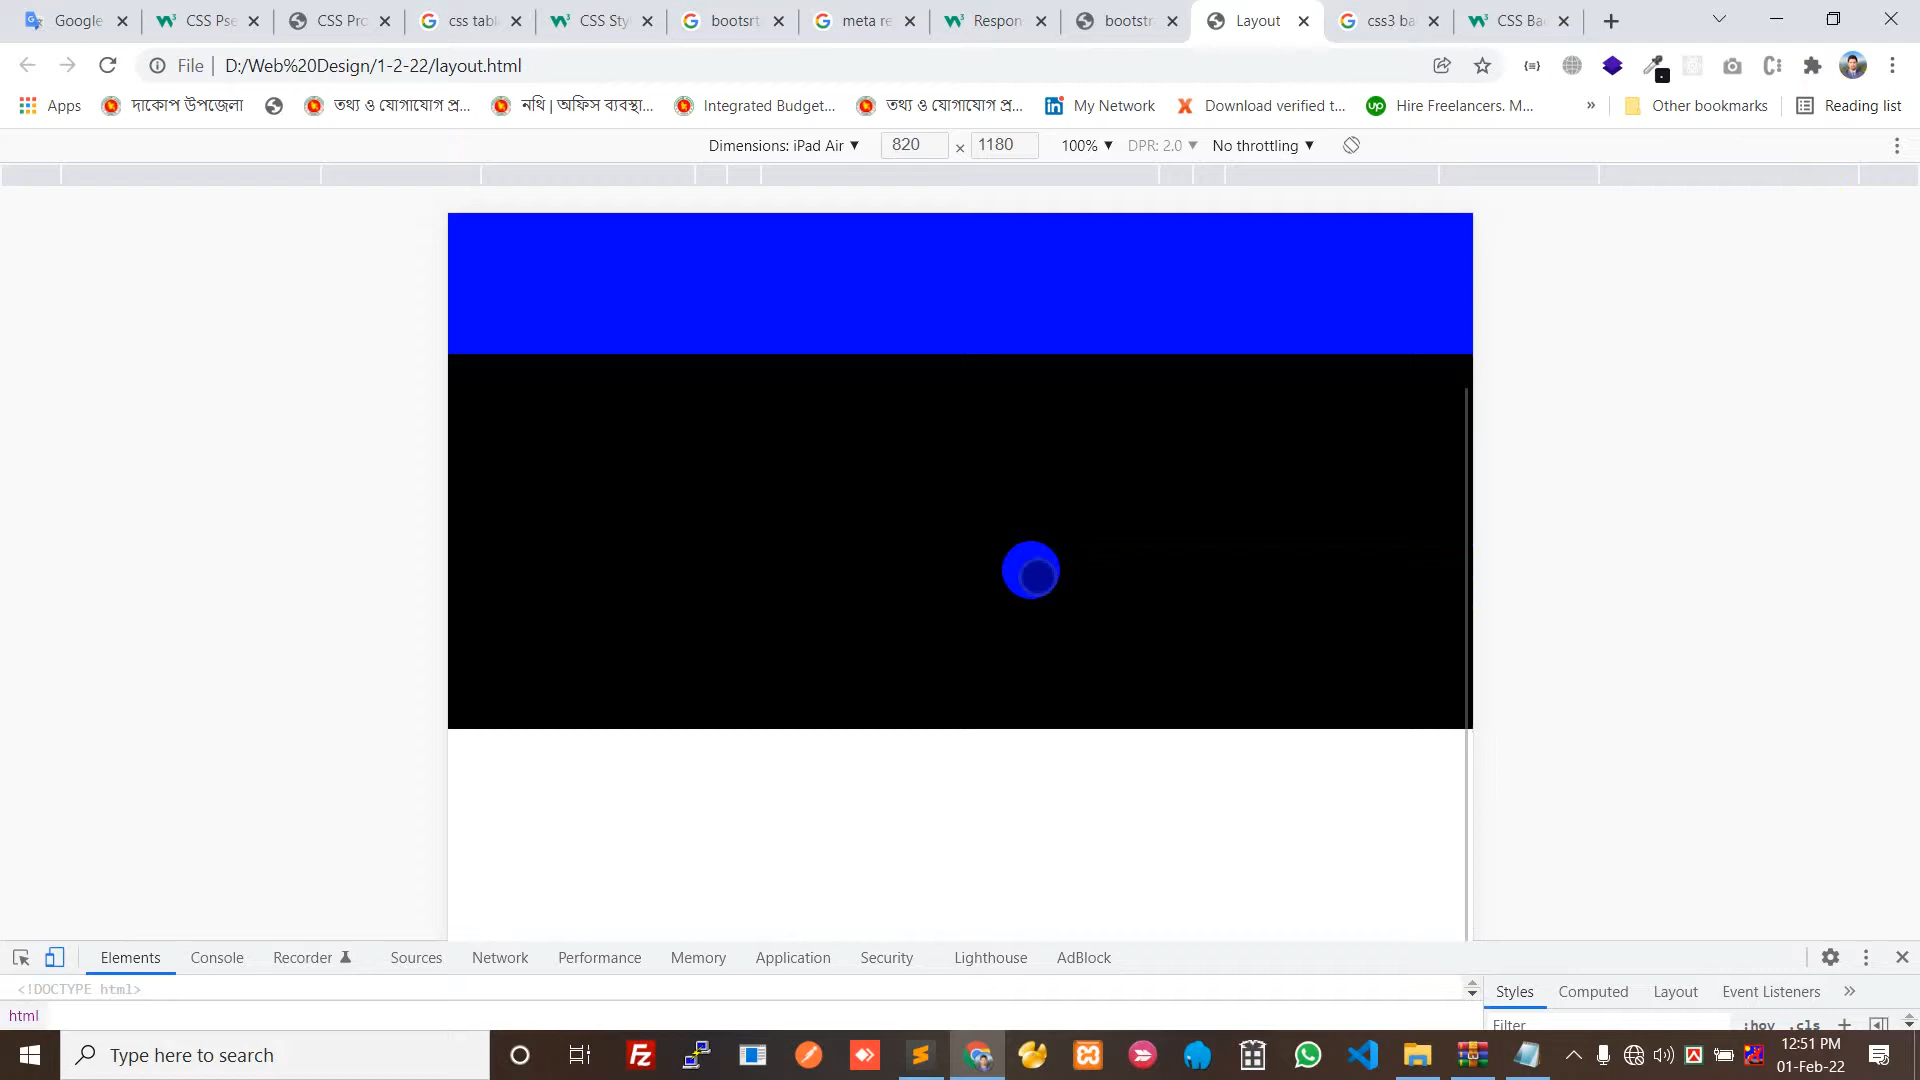 Google
CSS Pse
CSS Pro
css tabl
CSS Sty
bootsrt
meta re
Respon
bootstr
Layout
css3 ba
CSS Bac
File
D:/Web%20Design/1-2-22/layout.html
Apps
দাকোপ উপজেলা
তথ্য ও যোগাযোগ প্র...
নথি | অফিস ব্যবস্থা...
Integrated Budget...
তথ্য ও যোগাযোগ প্র...
My Network
Download verified t...
Hire Freelancers. M...
»
Other bookmarks
Reading list
Dimensions: iPad Air ▼ 820 × 1180 100% ▼ DPR: 2.0 ▼ No throttling ▼
Elements Console Recorder Sources Network Performance Memory Application Security Lighthouse AdBlock
<!DOCTYPE html>
html
Styles Computed Layout Event Listeners »
Filter :hov .cls +
Type here to search
12:51 PM
01-Feb-22